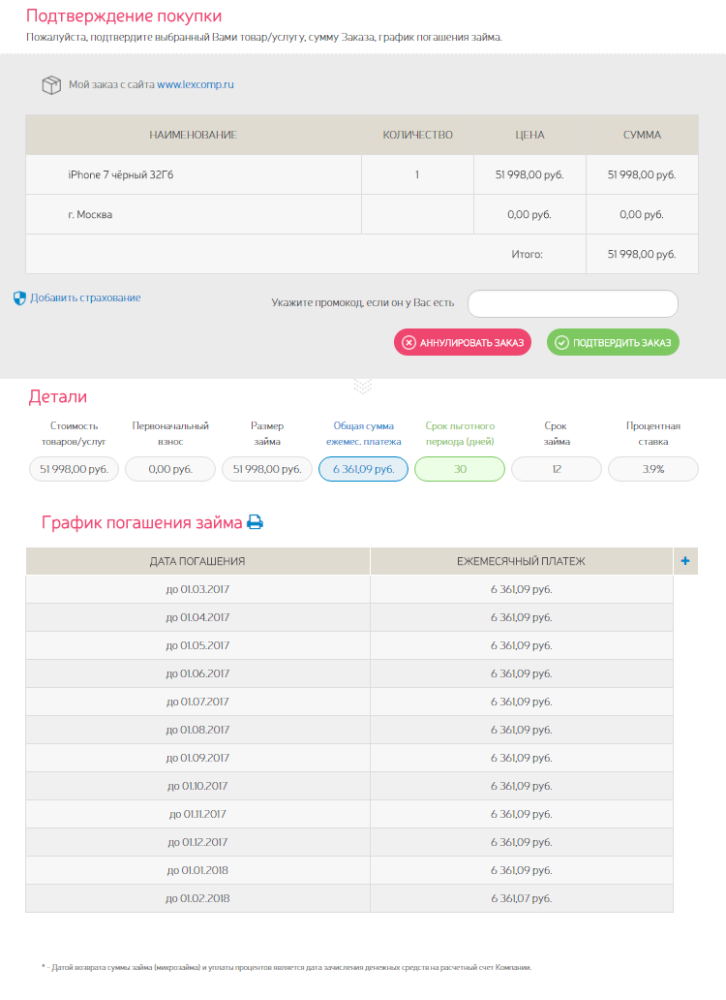 Подтверждение покупки
Пожалуйста, подтвердите выбранный Вами товар/услугу, сумму Заказа, график погашения займа.
Мой заказ с сайта www.lexcomp.ru
НАИМЕНОВАНИЕ КОЛИЧЕСТВО ЦЕНА СУММА
iPhone 7 чёрный 32Гб 1 51 998,00 руб. 51 998,00 руб.
г. Москва 0,00 руб. 0,00 руб.
Итого: 51 998,00 руб.
Добавить страхование Укажите промокод, если он у Вас есть
АННУЛИРОВАТЬ ЗАКАЗ ПОДТВЕРДИТЬ ЗАКАЗ
Детали
Стоимость Первоначальный Размер Общая сумма Срок льготного Срок Процентная
товаров/услуг взнос займа ежемес. платежа периода (дней) займа ставка
51 998,00 руб. 0,00 руб. 51 998,00 руб. 6 361,09 руб. 30 12 3.9%
График погашения займа
ДАТА ПОГАШЕНИЯ ЕЖЕМЕСЯЧНЫЙ ПЛАТЕЖ +
до 01.03.2017 6 361,09 руб.
до 01.04.2017 6 361,09 руб.
до 01.05.2017 6 361,09 руб.
до 01.06.2017 6 361,09 руб.
до 01.07.2017 6 361,09 руб.
до 01.08.2017 6 361,09 руб.
до 01.09.2017 6 361,09 руб.
до 01.10.2017 6 361,09 руб.
до 01.11.2017 6 361,09 руб.
до 01.12.2017 6 361,09 руб.
до 01.01.2018 6 361,09 руб.
до 01.02.2018 6 361,07 руб.
* - Датой возврата суммы займа (микрозайма) и уплаты процентов является дата зачисления денежных средств на расчетный счет Компании.